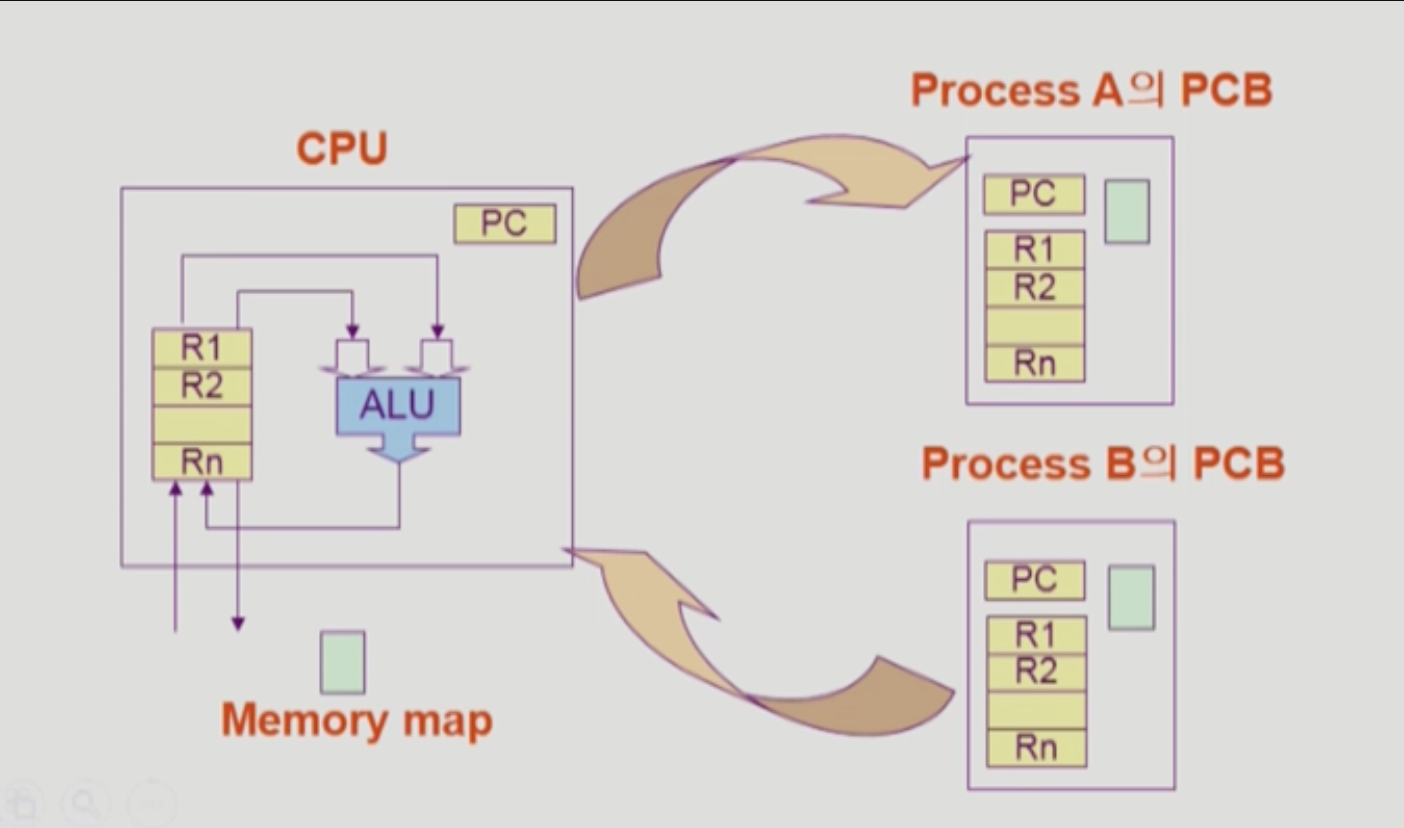 Process A의 PCB
CPU
PC
R1
R2
Rn
ALU
Memory map
PC
R1
R2
Rn
Process B의 PCB
PC
R1
R2
Rn